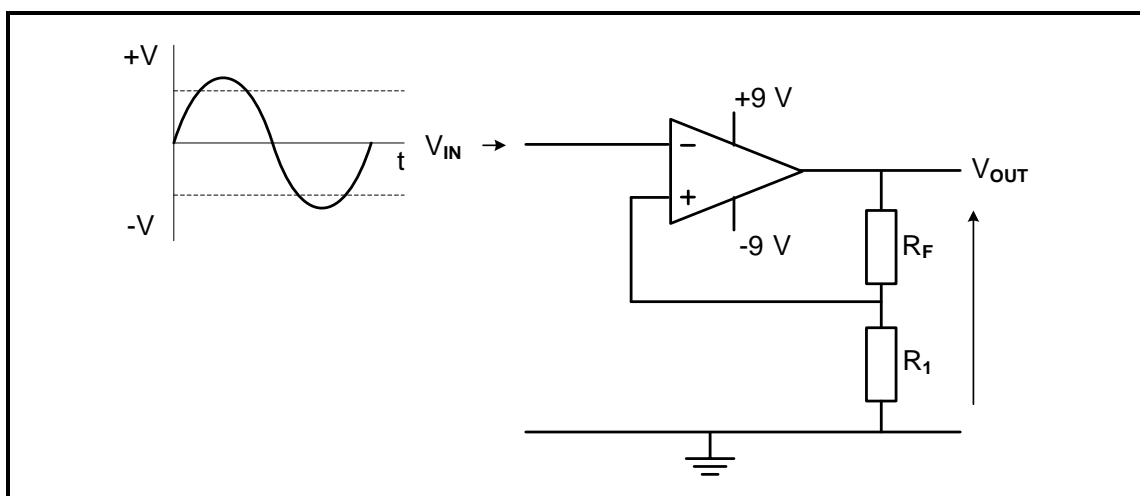 +V
t
-V
V_IN
+9 V
-
+
-9 V
V_OUT
R_F
R_1